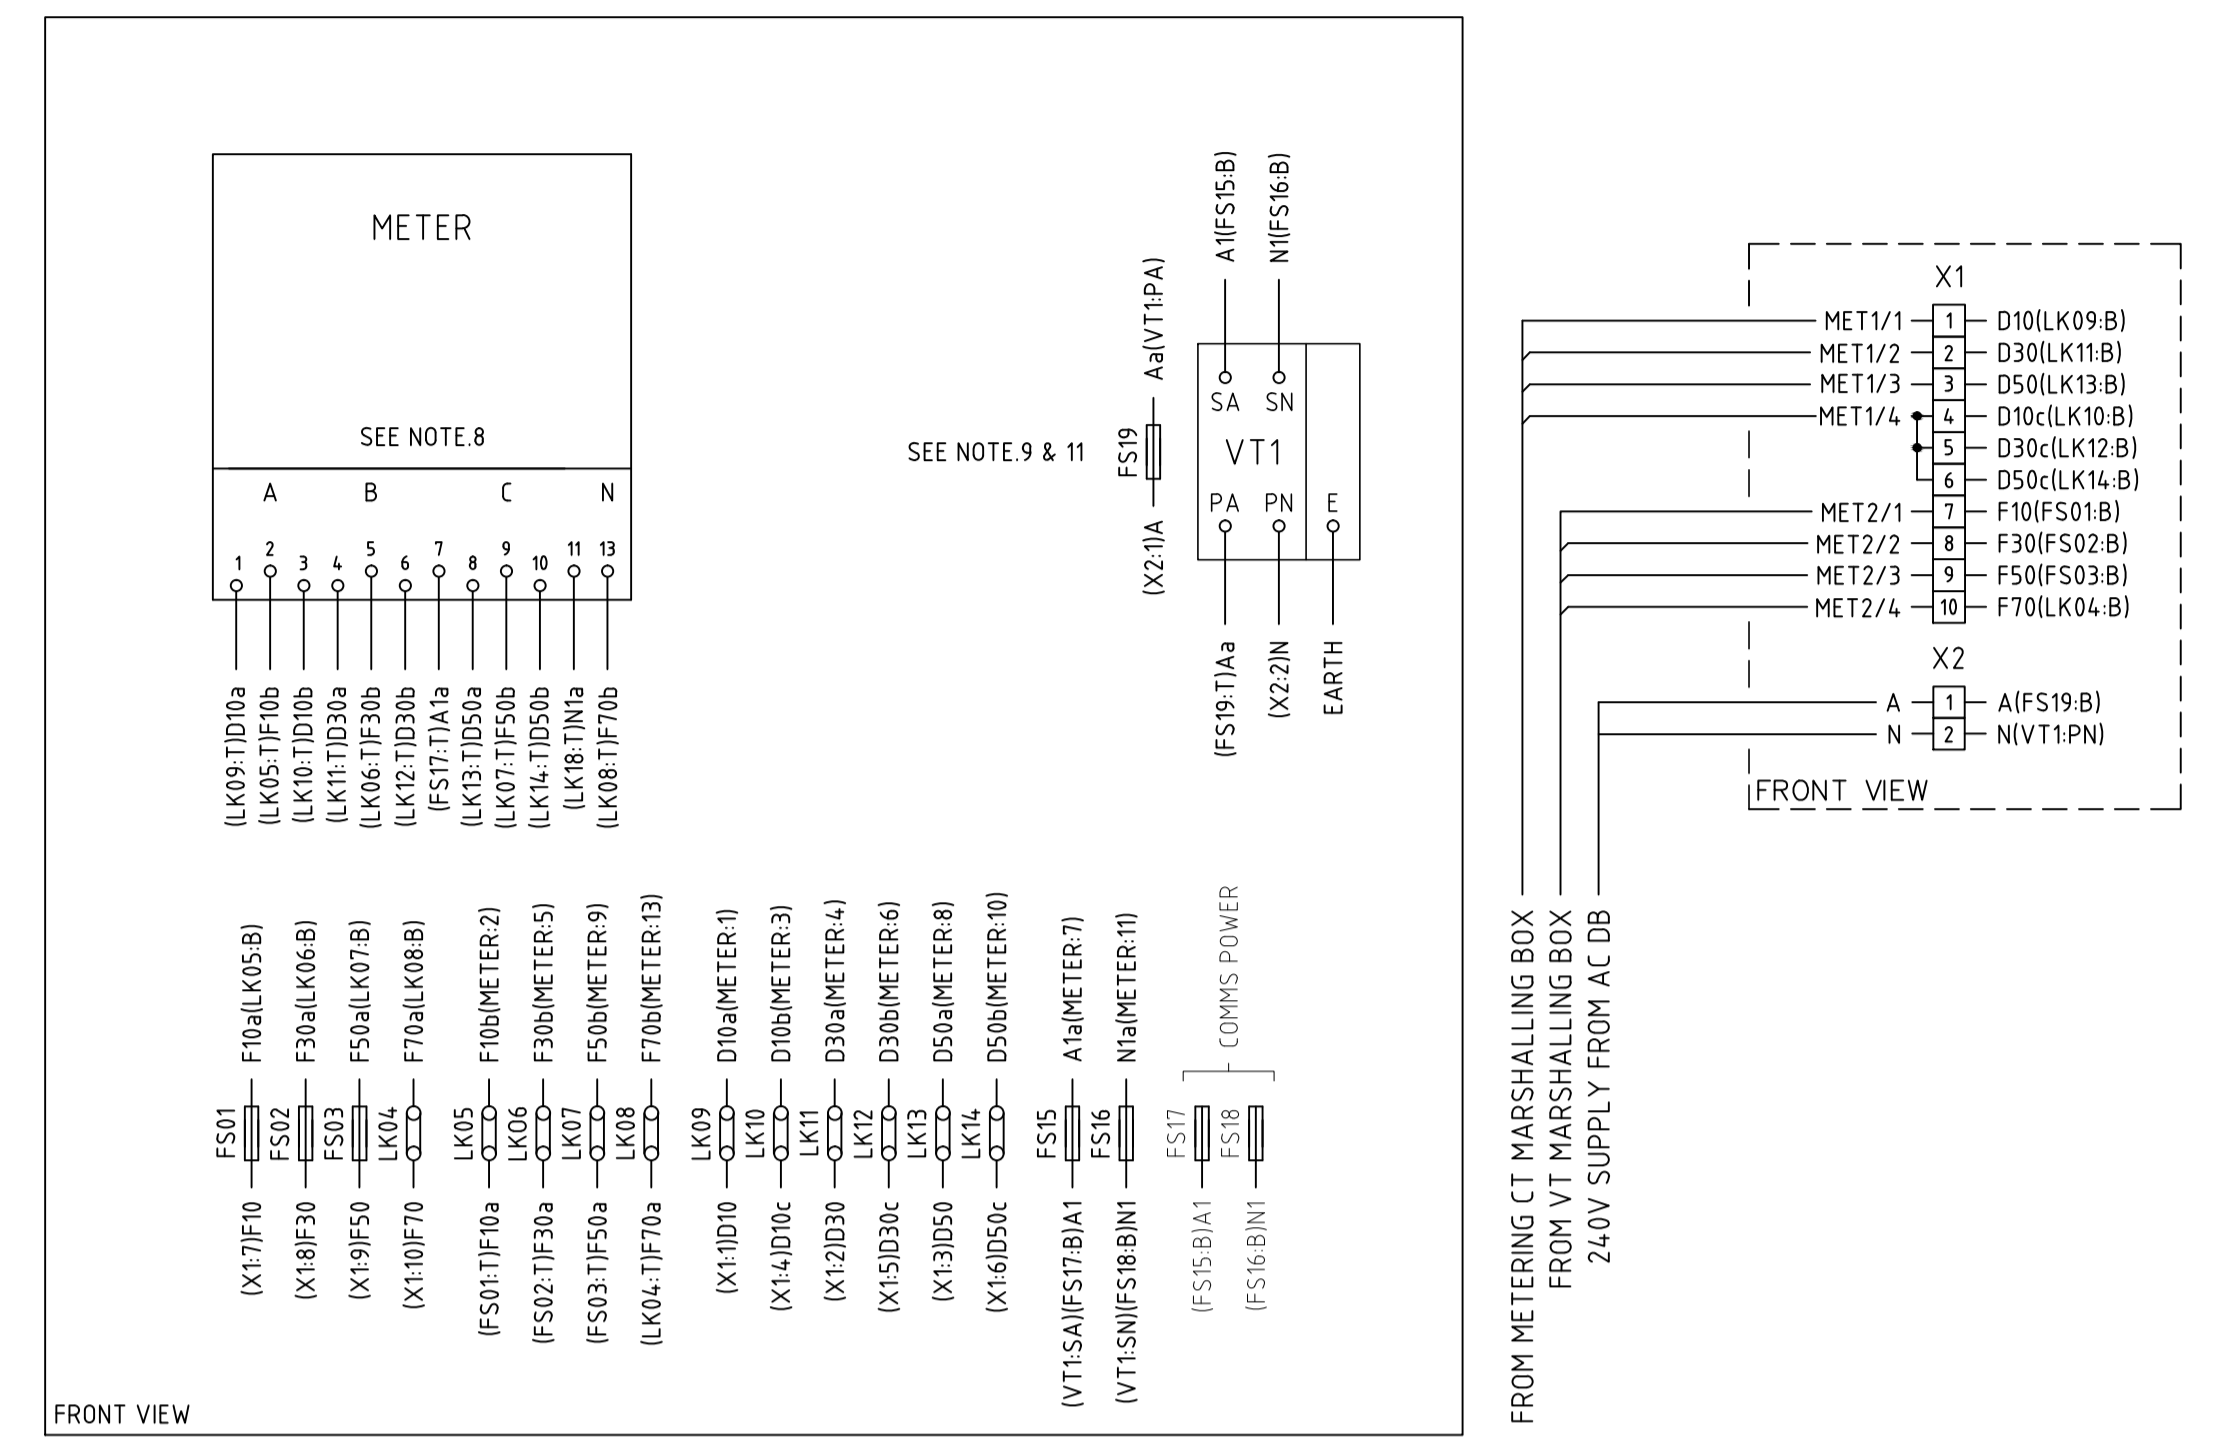 METER
SEE NOTE.8
A B C N
1 2 3 4 5 6 7 8 9 10 11 13
(LK09:T)D10a
(LK05:T)F10b
(LK10:T)D10b
(LK11:T)D30a
(LK06:T)F30b
(LK12:T)D30b
(FS17:T)A1a
(LK13:T)D50a
(LK07:T)F50b
(LK14:T)D50b
(LK18:T)N1a
(LK08:T)F70b
SEE NOTE.9 & 11
Aa(VT1:PA)
FS19
(X2:1)A
A1(FS15:B)
N1(FS16:B)
SA SN
VT1
PA PN E
(FS19:T)Aa
(X2:2)N
EARTH
F10a(LK05:B)
FS01
(X1:7)F10
F30a(LK06:B)
FS02
(X1:8)F30
F50a(LK07:B)
FS03
(X1:9)F50
F70a(LK08:B)
LK04
(X1:10)F70
F10b(METER:2)
LK05
(FS01:T)F10a
F30b(METER:5)
LK06
(FS02:T)F30a
F50b(METER:9)
LK07
(FS03:T)F50a
F70b(METER:13)
LK08
(LK04:T)F70a
D10a(METER:1)
LK09
(X1:1)D10
D10b(METER:3)
LK10
(X1:4)D10c
D30a(METER:4)
LK11
(X1:2)D30
D30b(METER:6)
LK12
(X1:5)D30c
D50a(METER:8)
LK13
(X1:3)D50
D50b(METER:10)
LK14
(X1:6)D50c
A1a(METER:7)
FS15
(VT1:SA)(FS17:B)A1
N1a(METER:11)
FS16
(VT1:SN)(FS18:B)N1
COMMS POWER
FS17
(FS15:B)A1
FS18
(FS16:B)N1
FRONT VIEW
X1
MET1/1 1 D10(LK09:B)
MET1/2 2 D30(LK11:B)
MET1/3 3 D50(LK13:B)
MET1/4 4 D10c(LK10:B)
5 D30c(LK12:B)
6 D50c(LK14:B)
MET2/1 7 F10(FS01:B)
MET2/2 8 F30(FS02:B)
MET2/3 9 F50(FS03:B)
MET2/4 10 F70(LK04:B)
X2
A 1 A(FS19:B)
N 2 N(VT1:PN)
FRONT VIEW
FROM METERING CT MARSHALLING BOX
FROM VT MARSHALLING BOX
240V SUPPLY FROM AC DB